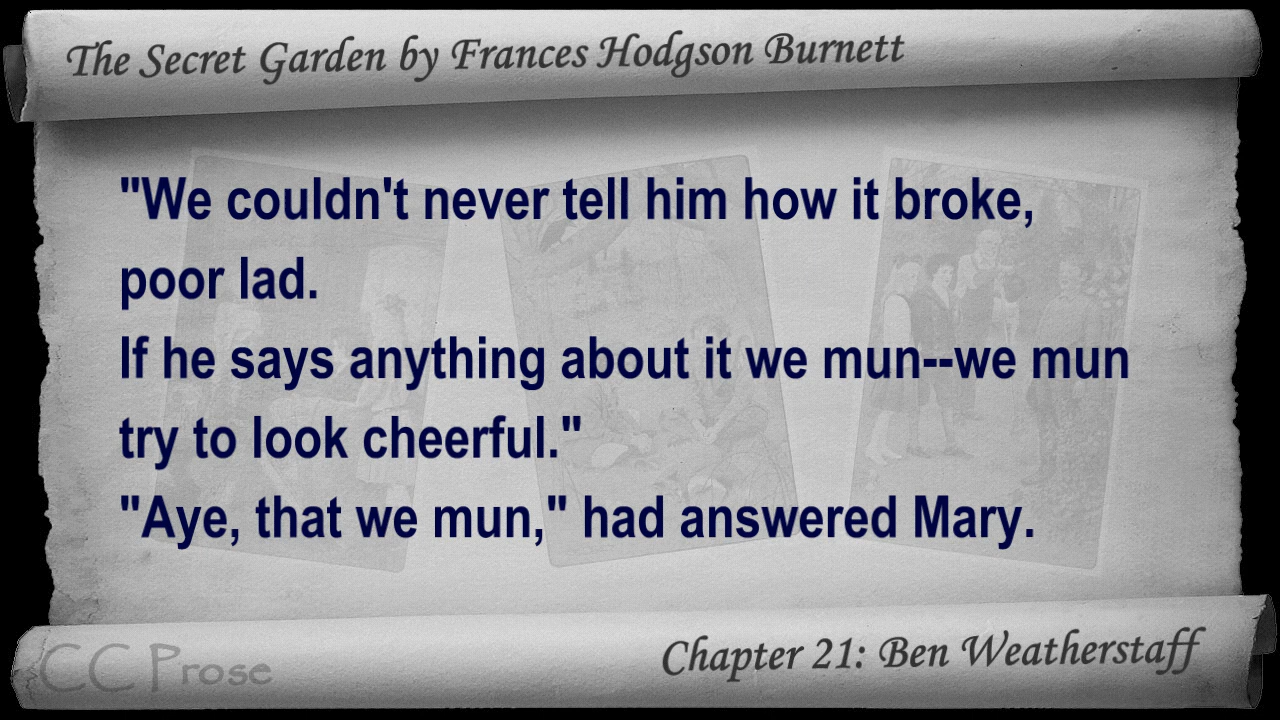 The Secret Garden by Frances Hodgson Burnett
"We couldn't never tell him how it broke,
poor lad.
If he says anything about it we mun--we mun
try to look cheerful."
"Aye, that we mun," had answered Mary.
CC Prose
Chapter 21: Ben Weatherstaff